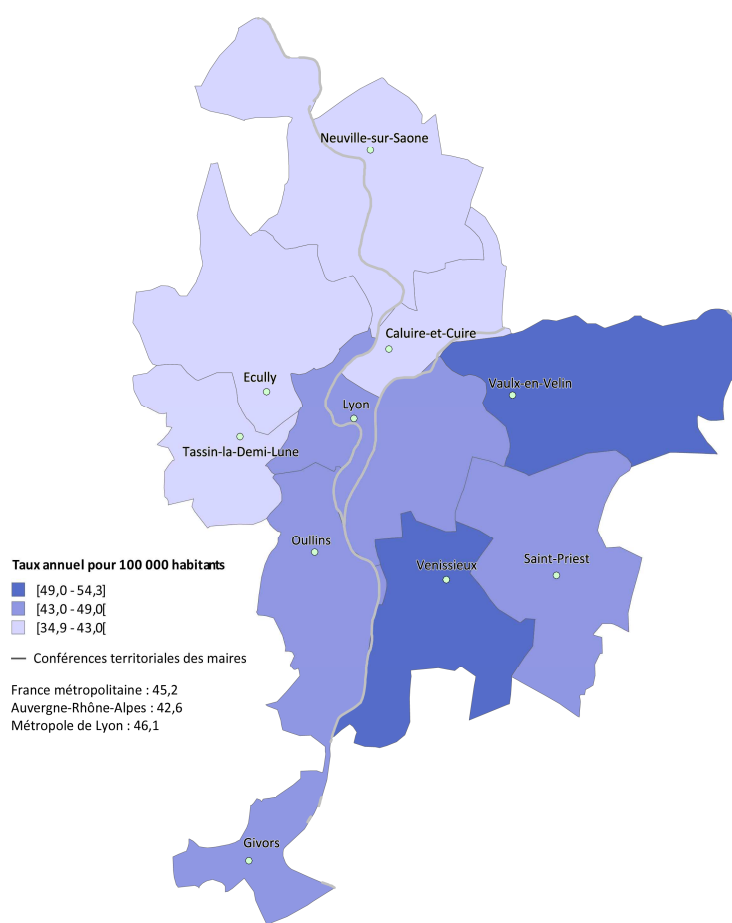 Neuville-sur-Saone
Caluire-et-Cuire
Ecully
Vaulx-en-Velin
Lyon
Tassin-la-Demi-Lune
Oullins
Venissieux
Saint-Priest
Taux annuel pour 100 000 habitants
[49,0 - 54,3]
[43,0 - 49,0[
[34,9 - 43,0[
Conférences territoriales des maires
France métropolitaine : 45,2
Auvergne-Rhône-Alpes : 42,6
Métropole de Lyon : 46,1
Givors